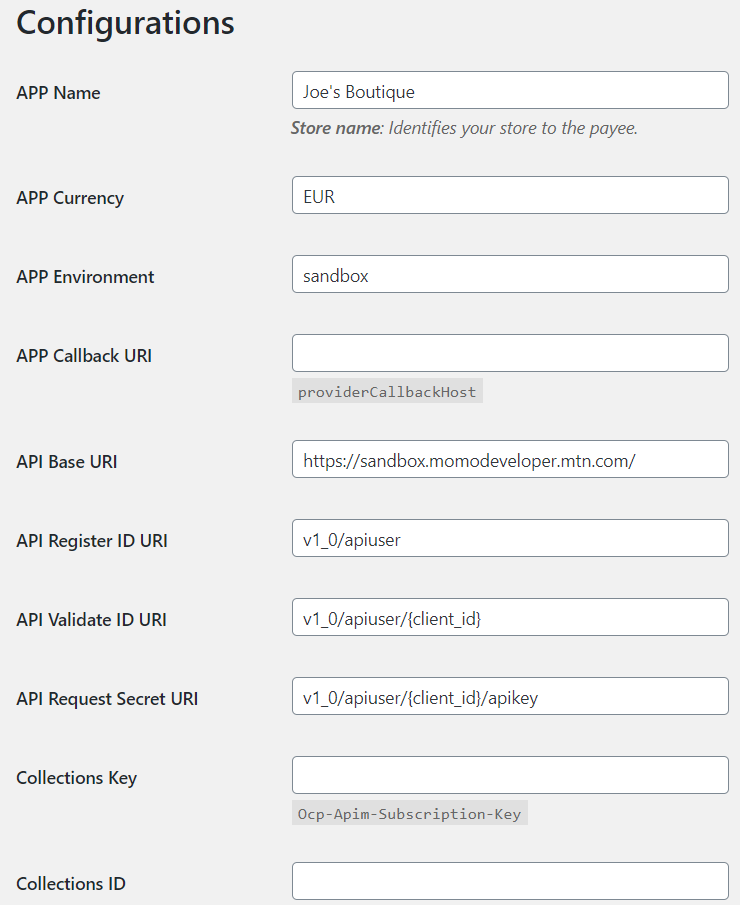 Configurations
APP Name
Joe's Boutique
Store name: Identifies your store to the payee.
APP Currency
EUR
APP Environment
sandbox
APP Callback URI
providerCallbackHost
API Base URI
https://sandbox.momodeveloper.mtn.com/
API Register ID URI
v1_0/apiuser
API Validate ID URI
v1_0/apiuser/{client_id}
API Request Secret URI
v1_0/apiuser/{client_id}/apikey
Collections Key
Ocp-Apim-Subscription-Key
Collections ID